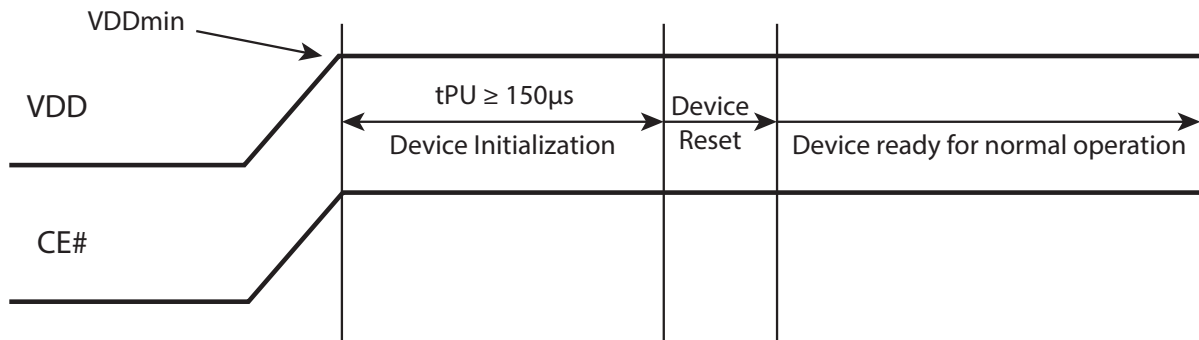 VDDmin
VDD
tPU ≥ 150µs
Device Initialization
Device
Reset
Device ready for normal operation
CE#